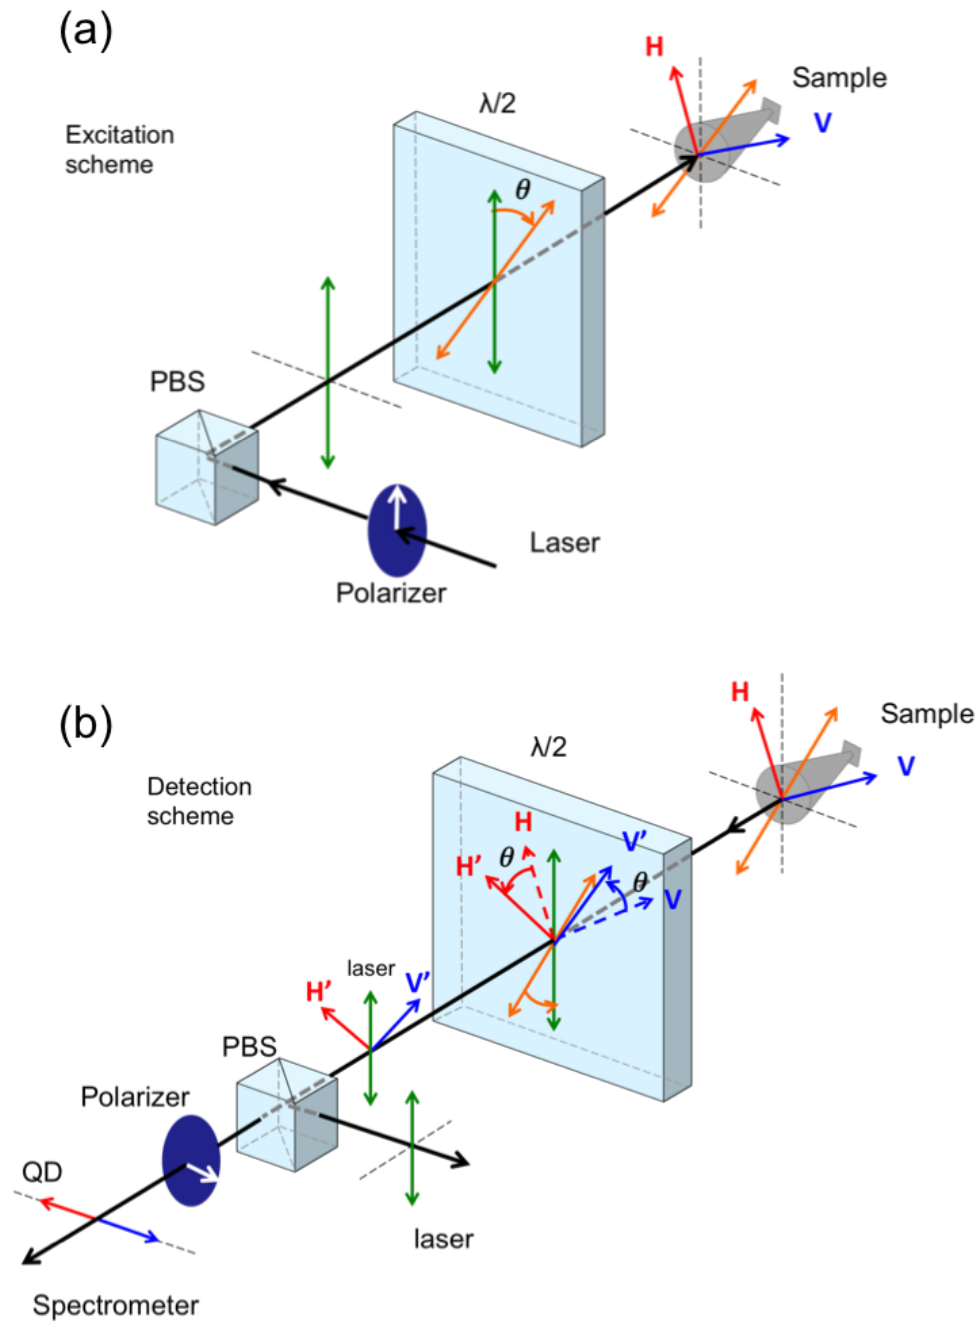 (a)
H
Sample
V
λ/2
Excitation
scheme
θ
PBS
Laser
Polarizer
(b)
H
Sample
V
λ/2
Detection
scheme
H
V'
H'
θ
θ
V
laser
H'
V'
PBS
Polarizer
QD
laser
Spectrometer